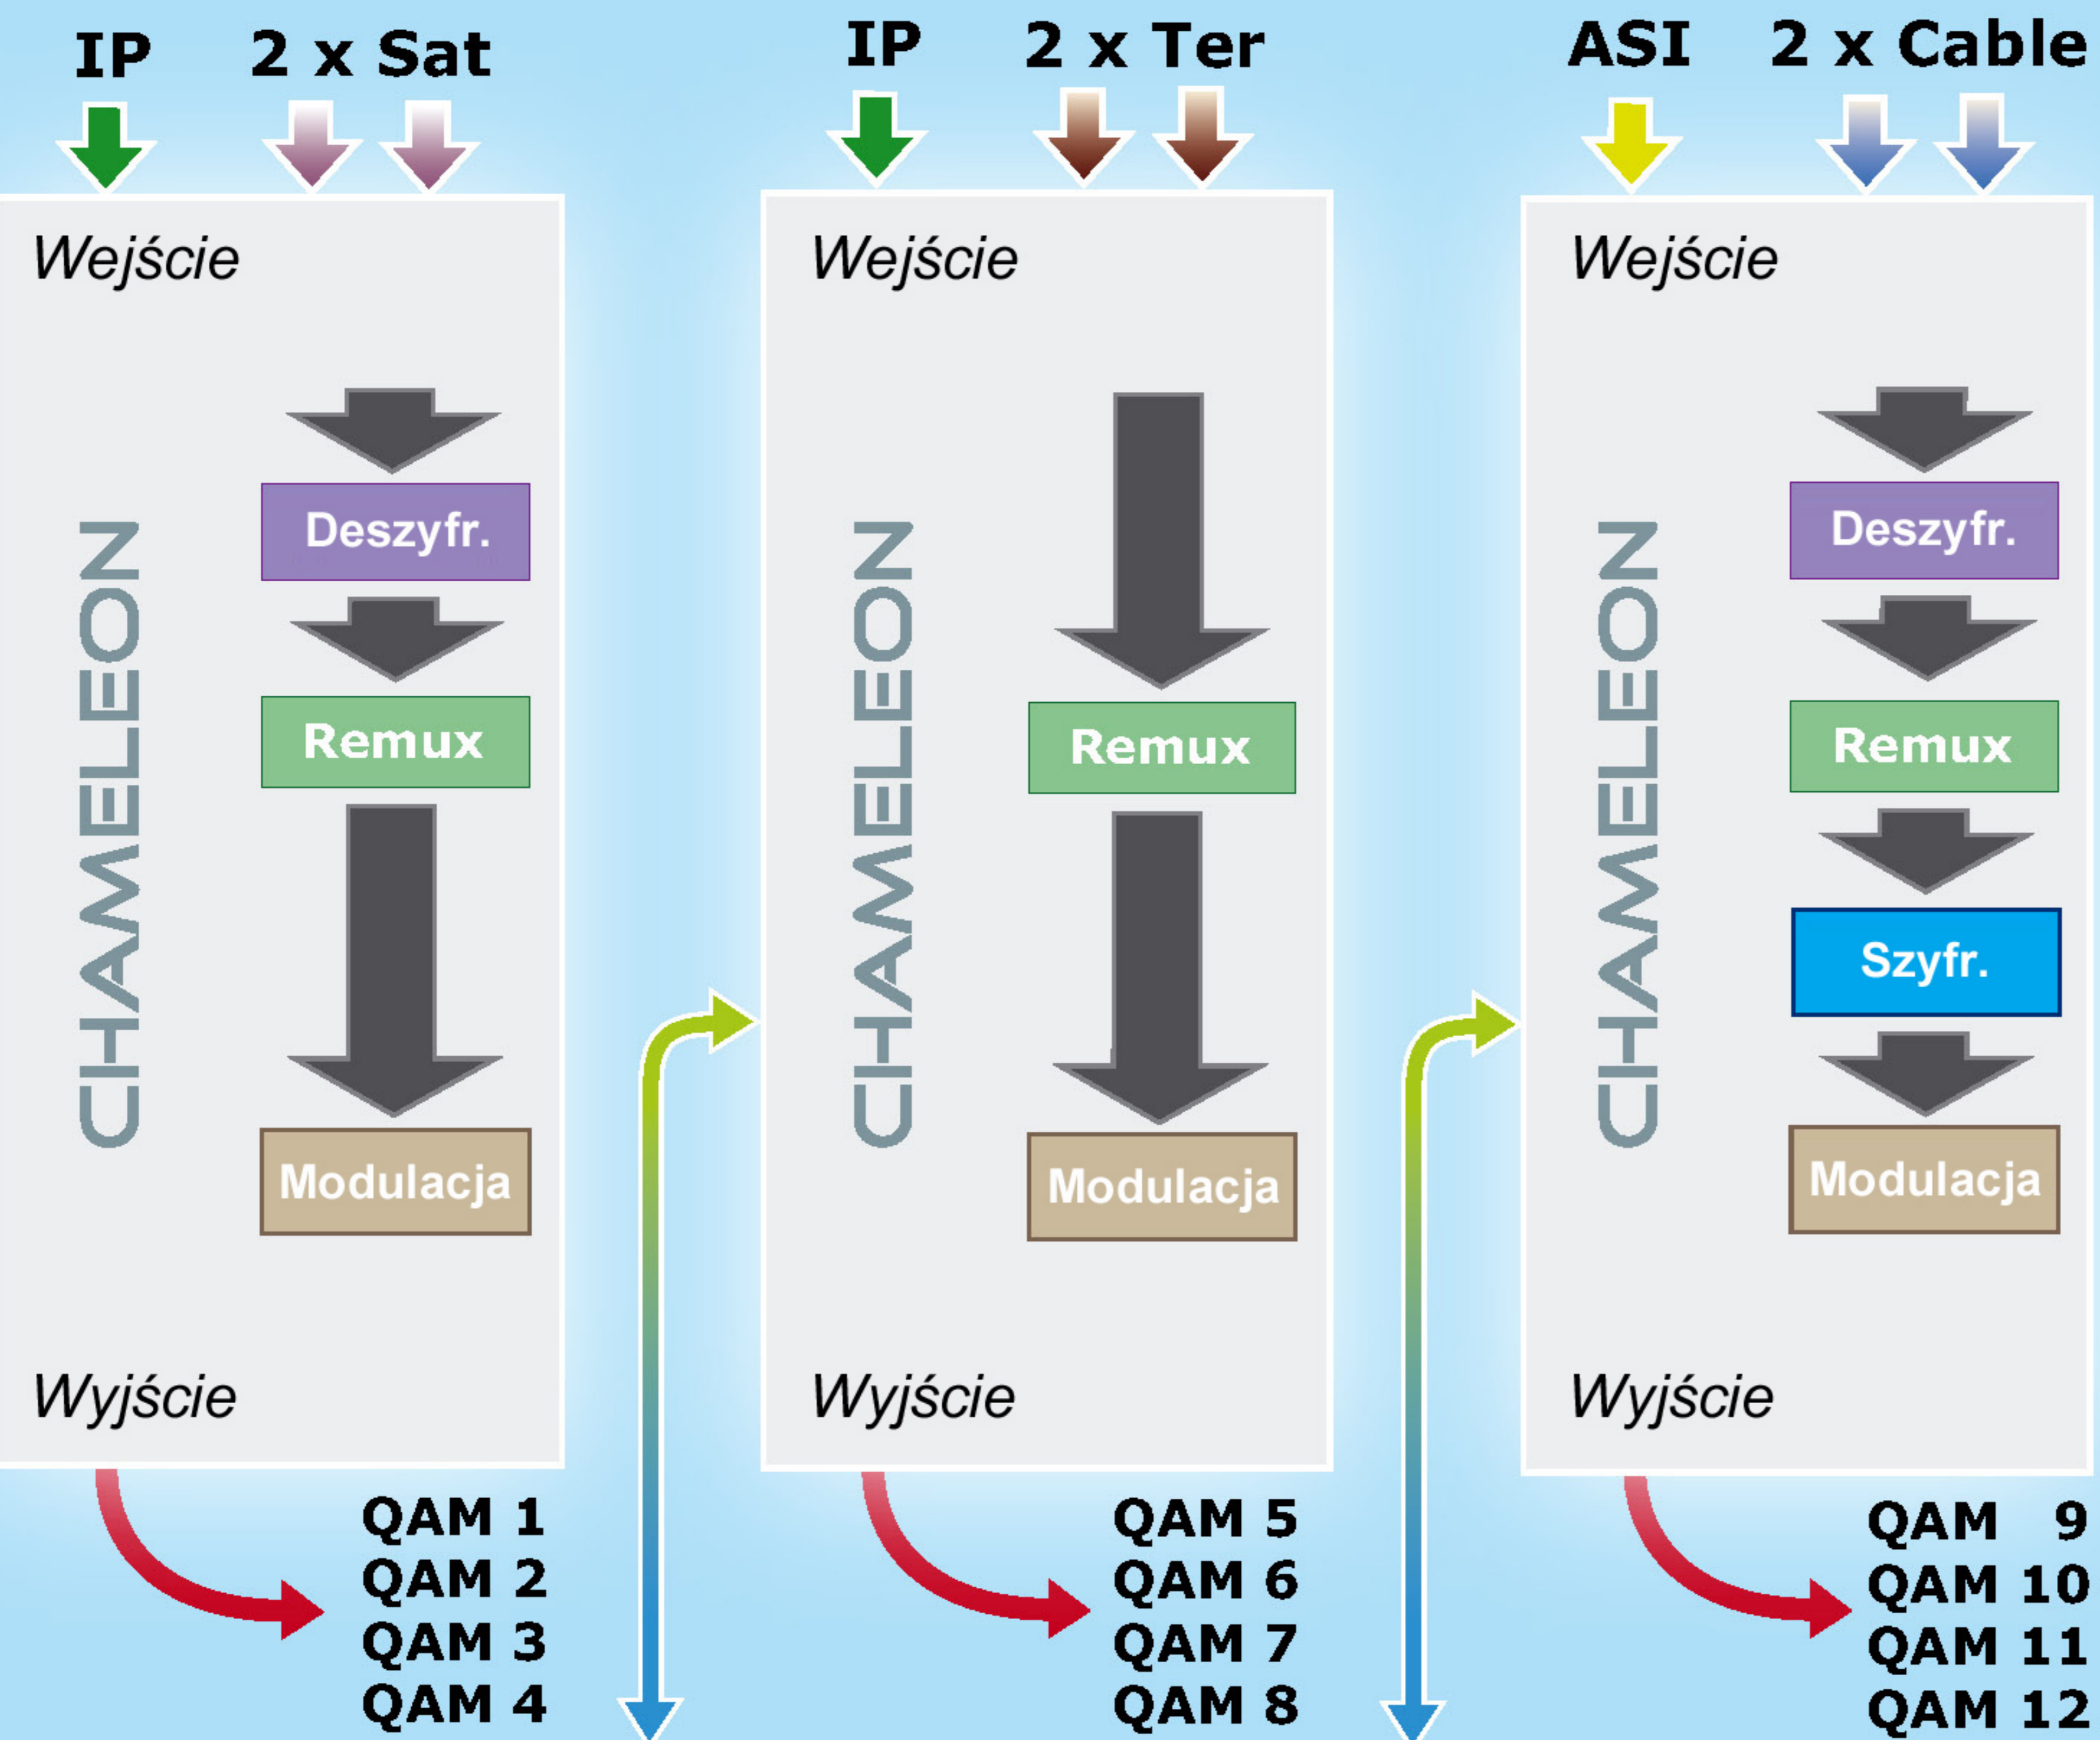 IP 2 x Sat
Wejście
CHAMELEON
Deszyfr.
Remux
Modulacja
Wyjście
QAM 1
QAM 2
QAM 3
QAM 4
IP 2 x Ter
Wejście
CHAMELEON
Remux
Modulacja
Wyjście
QAM 5
QAM 6
QAM 7
QAM 8
ASI 2 x Cable
Wejście
CHAMELEON
Deszyfr.
Remux
Szyfr.
Modulacja
Wyjście
QAM 9
QAM 10
QAM 11
QAM 12